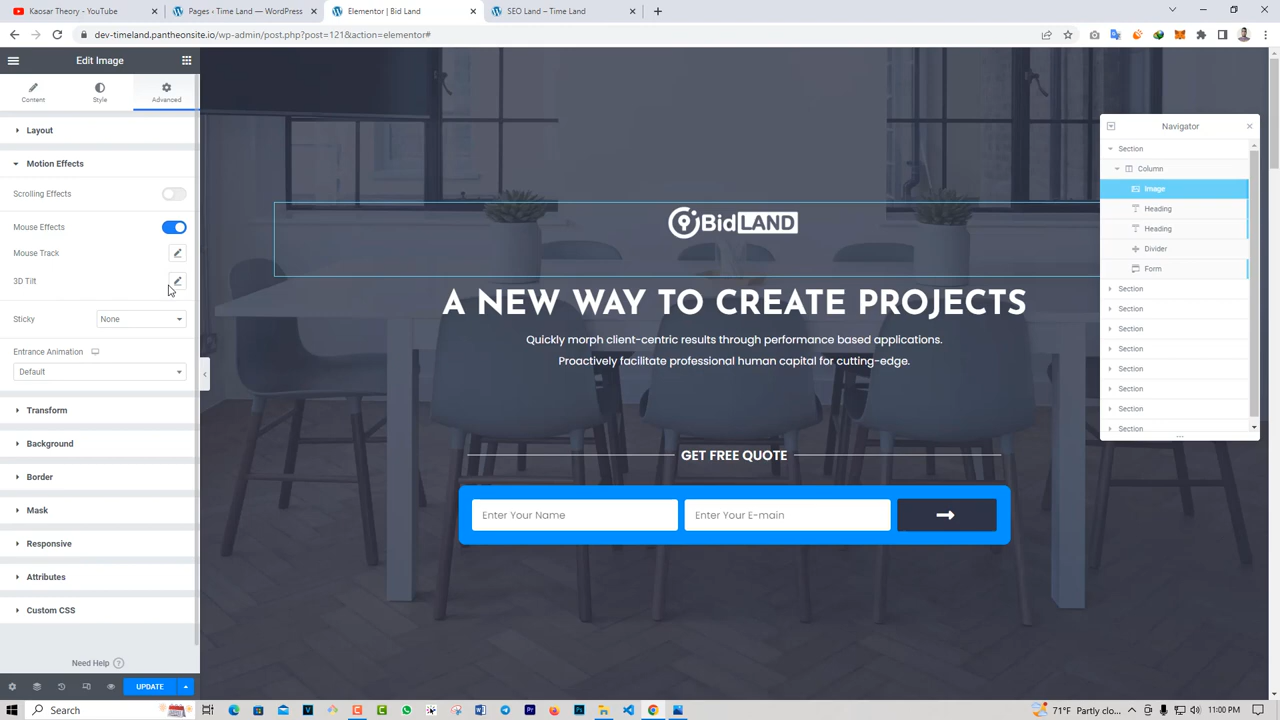 Kaosar Theory - YouTube
Pages ‹ Time Land — WordPress
Elementor | Bid Land
SEO Land – Time Land
dev-timeland.pantheonsite.io/wp-admin/post.php?post=121&action=elementor#
Edit Image
Content
Style
Advanced
Layout
Motion Effects
Scrolling Effects
Mouse Effects
Mouse Track
3D Tilt
Sticky
None
Entrance Animation
Default
Transform
Background
Border
Mask
Responsive
Attributes
Custom CSS
Need Help
UPDATE
BidLAND
A NEW WAY TO CREATE PROJECTS
Quickly morph client-centric results through performance based applications.
Proactively facilitate professional human capital for cutting-edge.
GET FREE QUOTE
Enter Your Name
Enter Your E-main
Navigator
Section
Column
Image
Heading
Heading
Divider
Form
Section
Section
Section
Section
Section
Section
Section
Section
Search
71°F Mostly clo...
11:00 PM